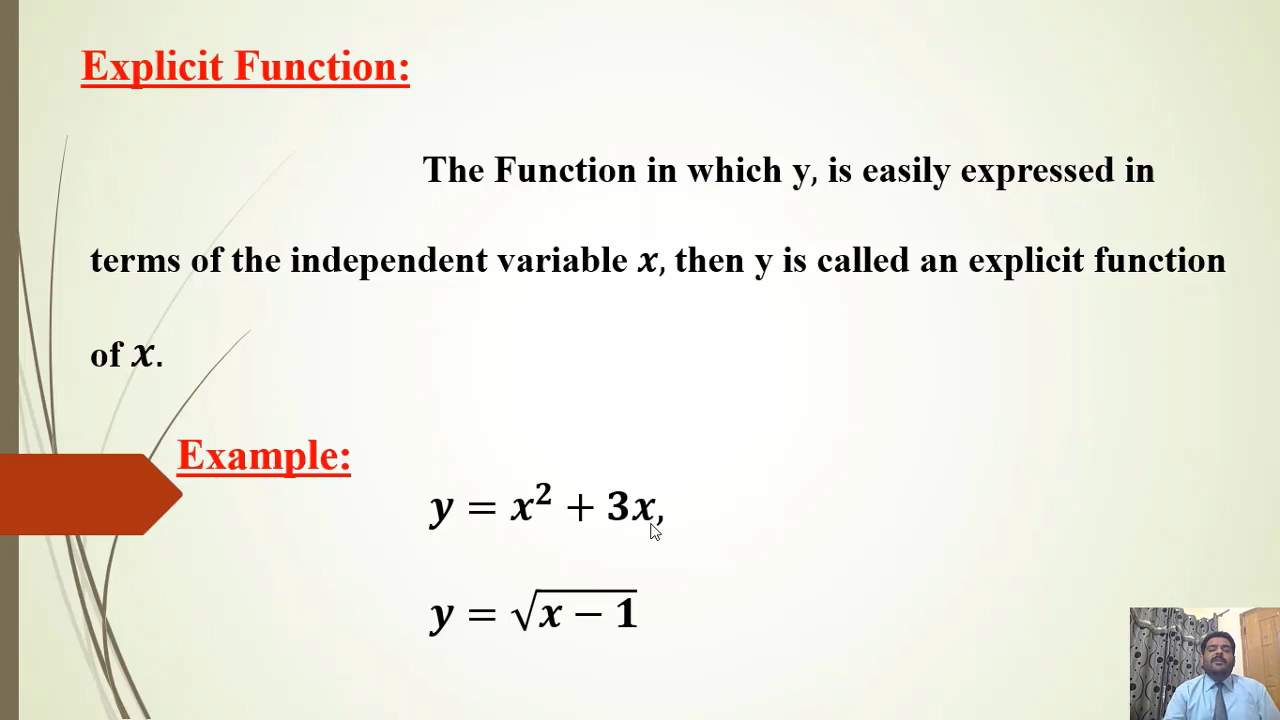 Explicit Function:
The Function in which y, is easily expressed in
terms of the independent variable x, then y is called an explicit function
of x.
Example:
y = x² + 3x,
y = √(x − 1)